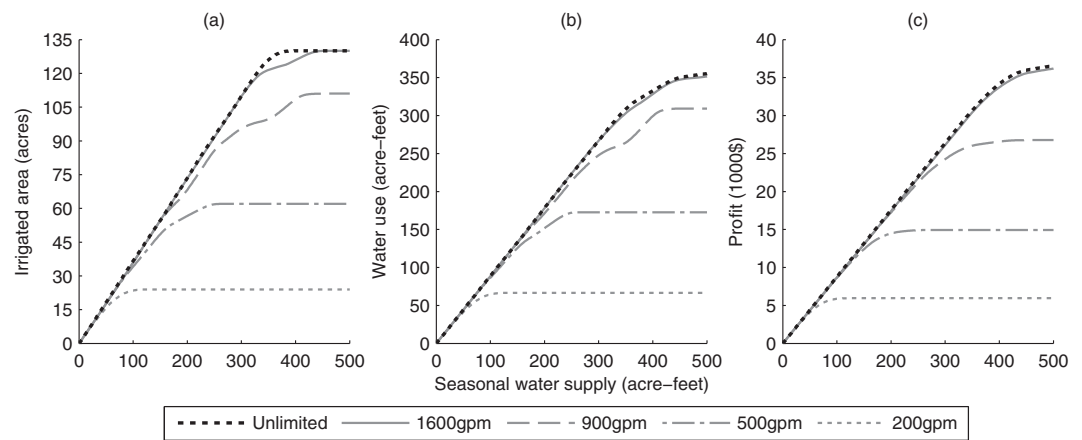 (a)
Irrigated area (acres)
135
120
105
90
75
60
45
30
15
0
0 100 200 300 400 500
(b)
Water use (acre−feet)
400
350
300
250
200
150
100
50
0
0 100 200 300 400 500
Seasonal water supply (acre−feet)
(c)
Profit (1000$)
40
35
30
25
20
15
10
5
0
0 100 200 300 400 500
Unlimited 1600gpm 900gpm 500gpm 200gpm